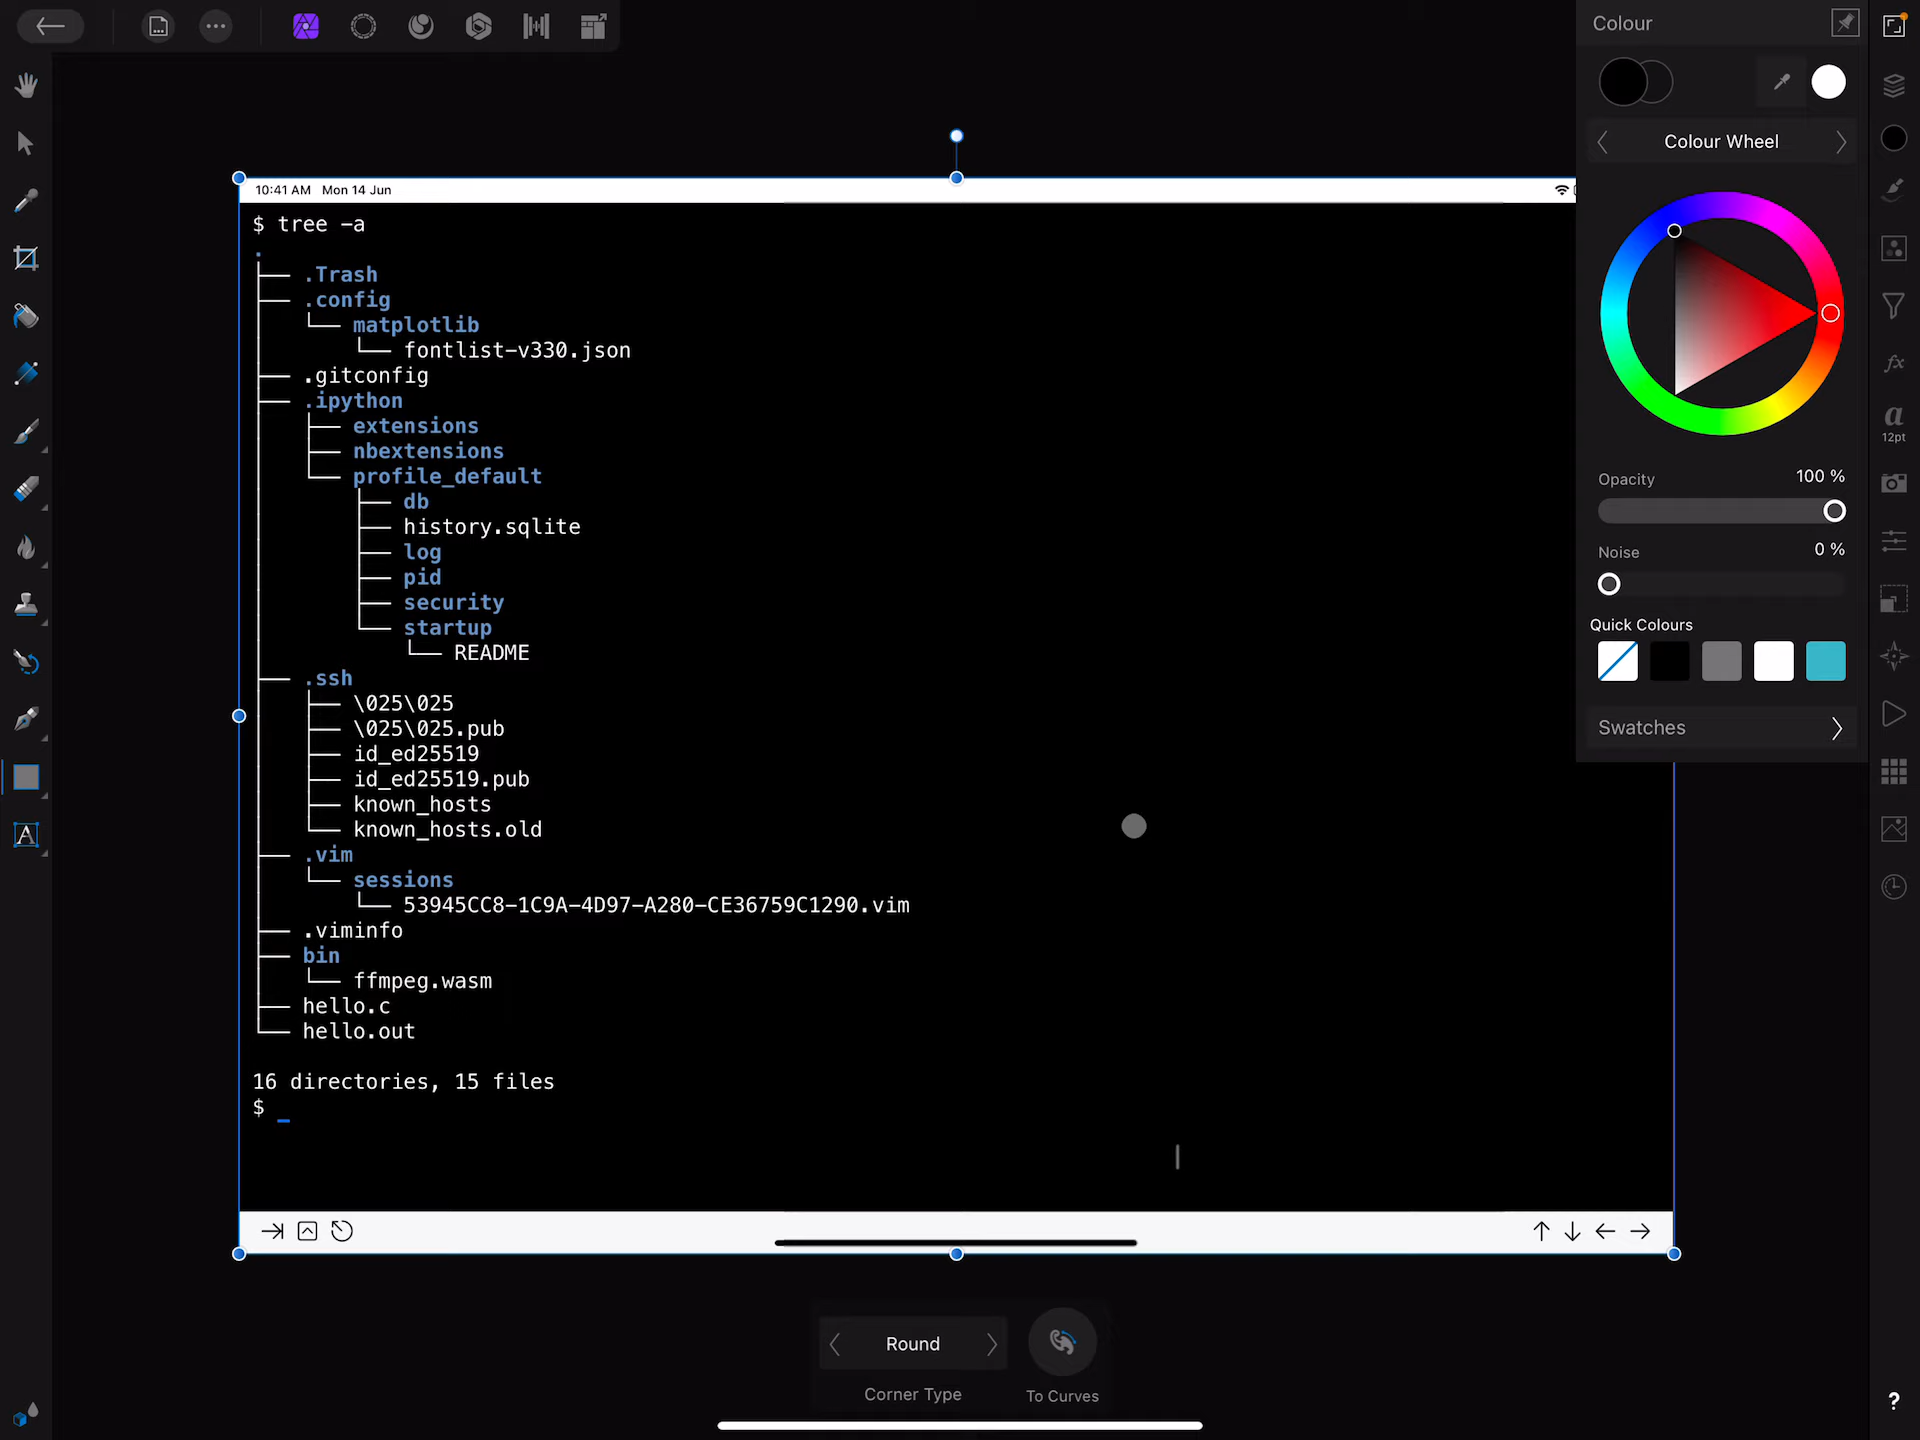 Colour
10:41 AM Mon 14 Jun
Colour Wheel
$ tree -a
.
├── .Trash
├── .config
│   └── matplotlib
│       └── fontlist-v330.json
├── .gitconfig
├── .ipython
│   ├── extensions
│   ├── nbextensions
│   └── profile_default
│       ├── db
│       ├── history.sqlite
│       ├── log
│       ├── pid
│       ├── security
│       └── startup
│           └── README
├── .ssh
│   ├── \025\025
│   ├── \025\025.pub
│   ├── id_ed25519
│   ├── id_ed25519.pub
│   ├── known_hosts
│   └── known_hosts.old
├── .vim
│   └── sessions
│       └── 53945CC8-1C9A-4D97-A280-CE36759C1290.vim
├── .viminfo
├── bin
│   └── ffmpeg.wasm
├── hello.c
└── hello.out
16 directories, 15 files
$ _
Opacity 100 %
Noise 0 %
Quick Colours
Swatches
fx
a
12pt
A
Round
Corner Type
To Curves
?